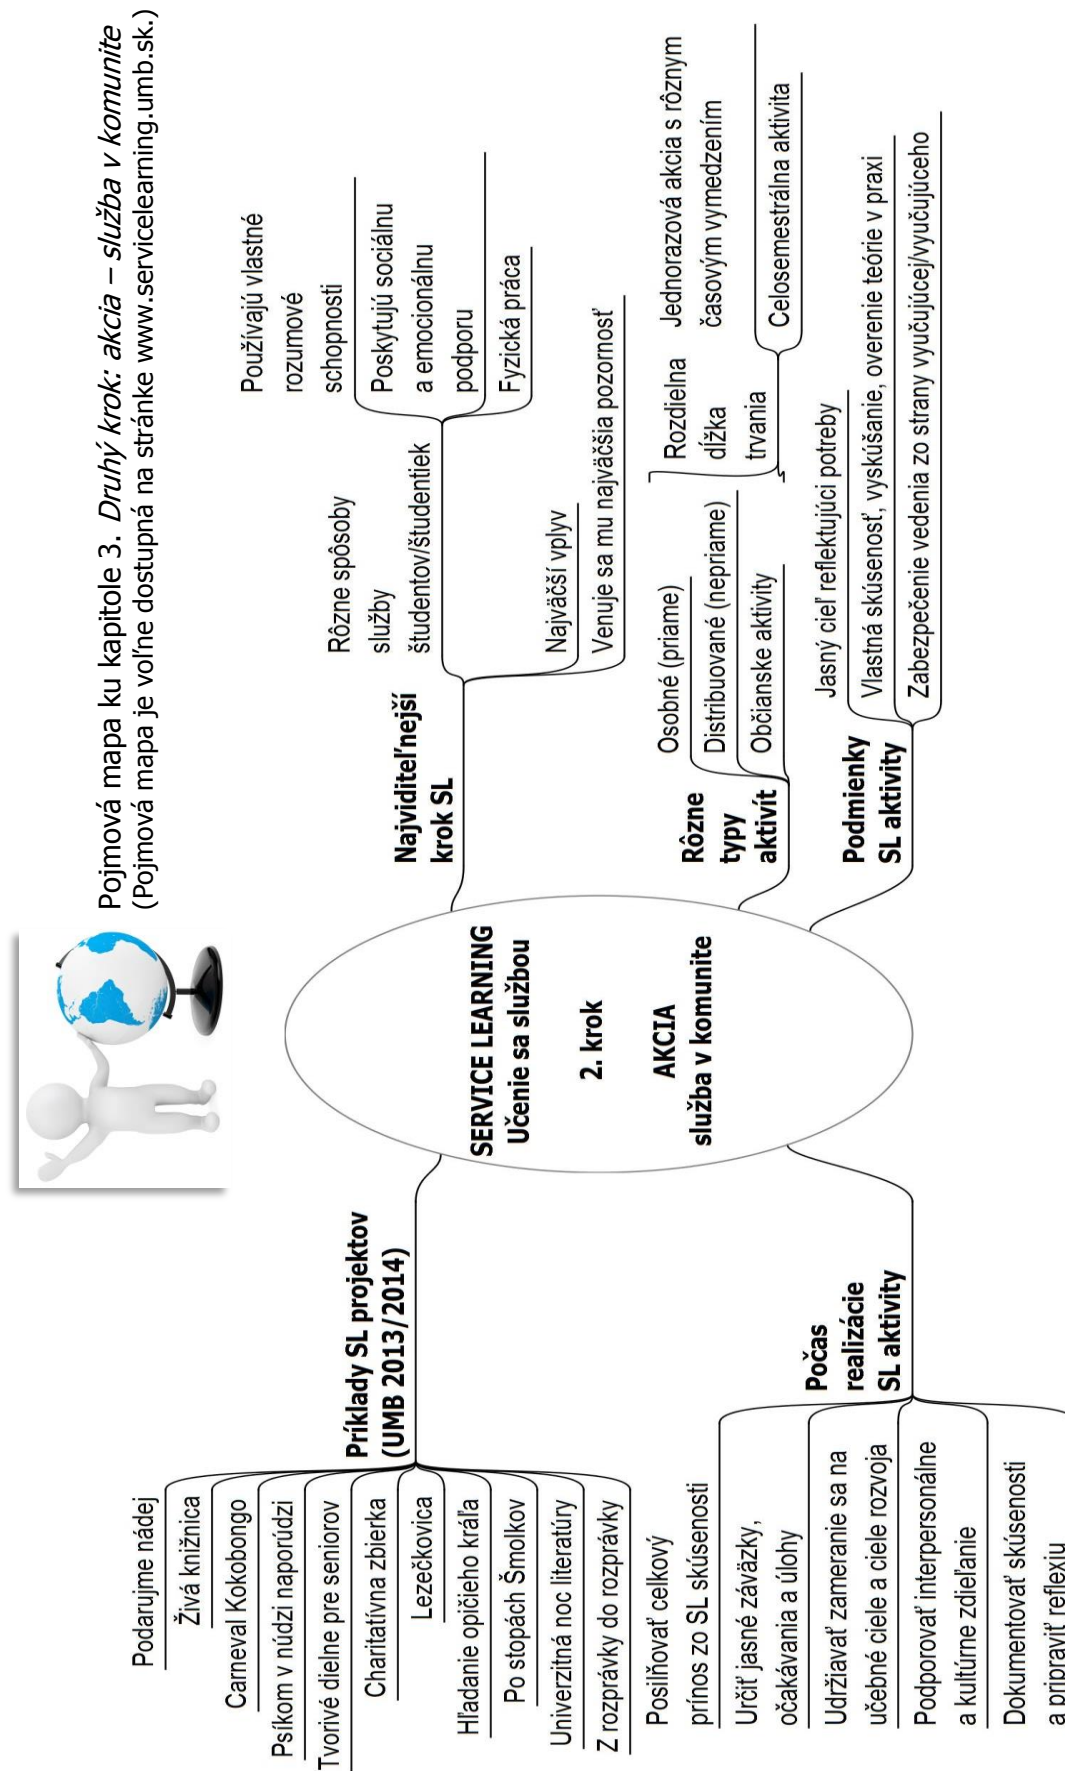 Pojmová mapa ku kapitole 3. Druhý krok: akcia – služba v komunite
(Pojmová mapa je voľne dostupná na stránke www.servicelearning.umb.sk.)
SERVICE LEARNING
Učenie sa službou
2. krok
AKCIA
služba v komunite
Príklady SL projektov
(UMB 2013/2014)
Podarujme nádej
Živá knižnica
Carneval Kokobongo
Psíkom v núdzi naporúdzi
Tvorivé dielne pre seniorov
Charitatívna zbierka
Lezečkovica
Hľadanie opičieho kráľa
Po stopách Šmolkov
Univerzitná noc literatúry
Z rozprávky do rozprávky
Počas
realizácie
SL aktivity
Posilňovať celkový
prínos zo SL skúsenosti
Určiť jasné záväzky,
očakávania a úlohy
Udržiavať zameranie sa na
učebné ciele a ciele rozvoja
Podporovať interpersonálne
a kultúrne zdieľanie
Dokumentovať skúsenosti
a pripraviť reflexiu
Najviditeľnejší
krok SL
Rôzne spôsoby
služby
študentov/študentiek
Používajú vlastné
rozumové
schopnosti
Poskytujú sociálnu
a emocionálnu
podporu
Fyzická práca
Najväčší vplyv
Venuje sa mu najväčšia pozornosť
Rôzne
typy
aktivít
Osobné (priame)
Distribuované (nepriame)
Občianske aktivity
Rozdielna
dĺžka
trvania
Jednorazová akcia s rôznym
časovým vymedzením
Celosemestrálna aktivita
Podmienky
SL aktivity
Jasný cieľ reflektujúci potreby
Vlastná skúsenosť, vyskúšanie, overenie teórie v praxi
Zabezpečenie vedenia zo strany vyučujúcej/vyučujúceho